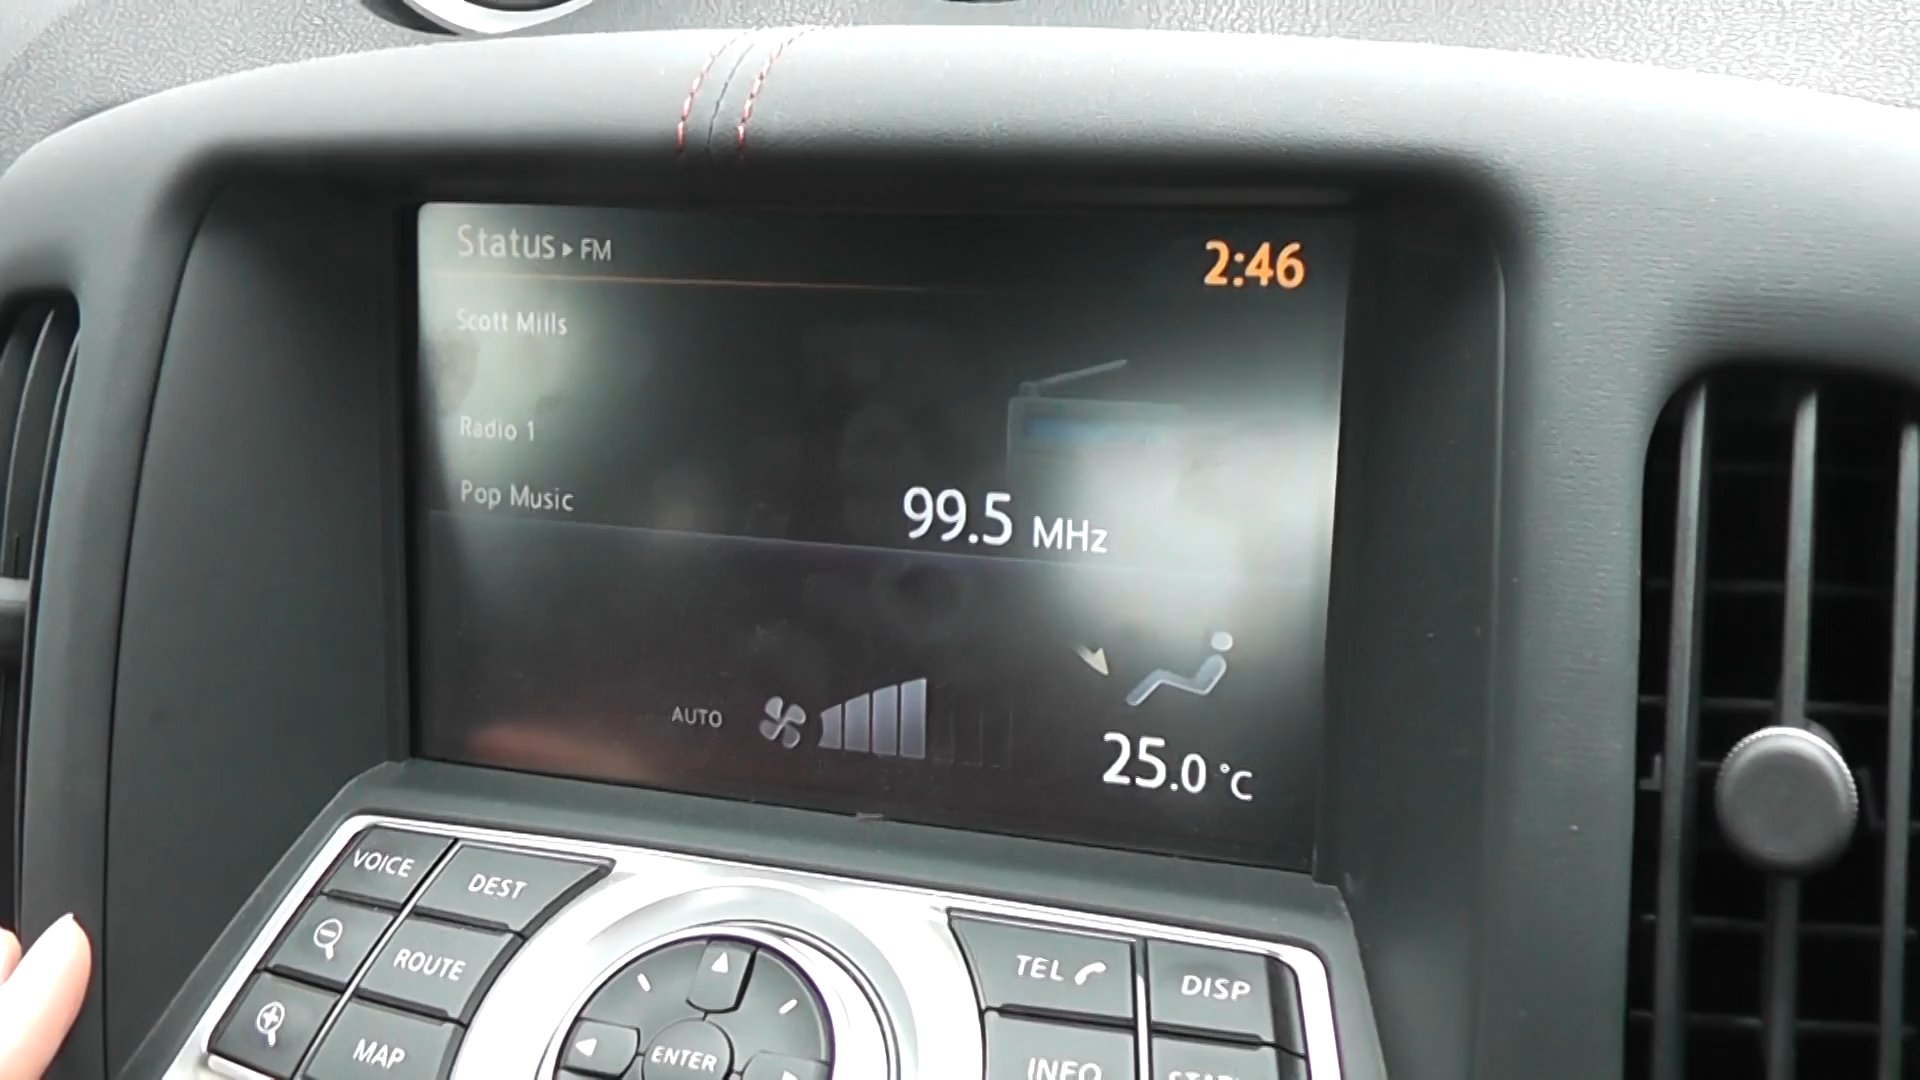 Status ▸ FM
2:46
Scott Mills
Radio 1
Pop Music
99.5 MHz
AUTO
25.0 °C
VOICE
DEST
ROUTE
MAP
ENTER
TEL
DISP
INFO